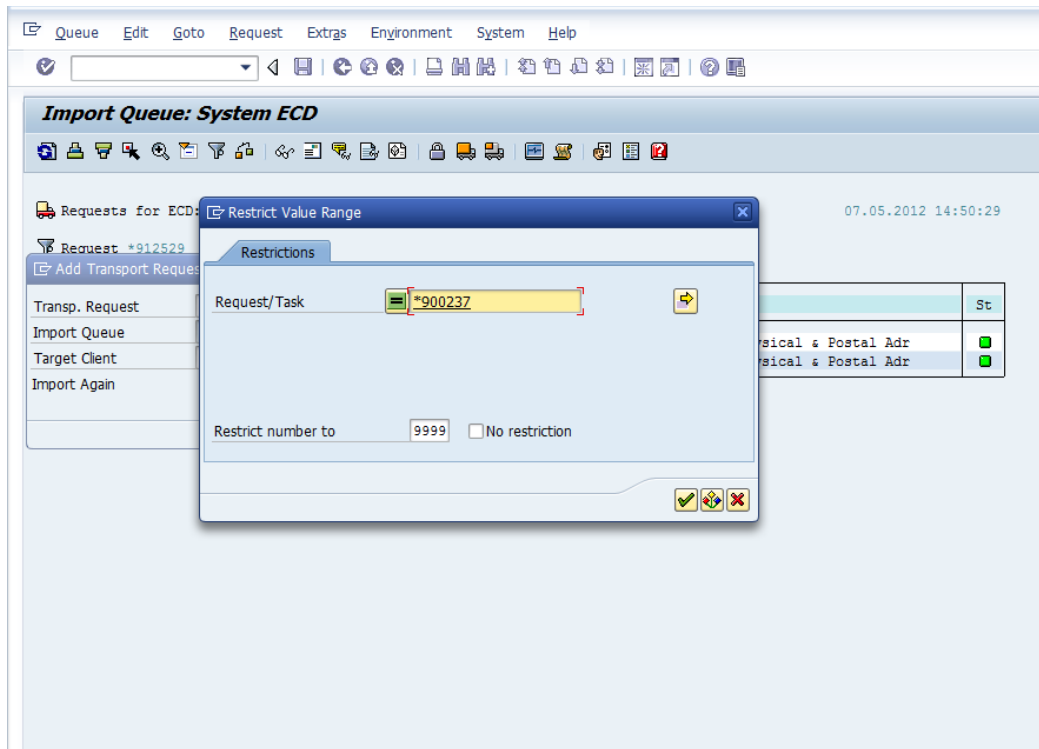 Queue Edit Goto Request Extras Environment System Help
Import Queue: System ECD
Requests for ECD: 07.05.2012 14:50:29
Request *912529
Restrict Value Range
Restrictions
Add Transport Reques
Request/Task = *900237
Transp. Request
St
Import Queue
ysical & Postal Adr
Target Client
ysical & Postal Adr
Import Again
Restrict number to 9999 No restriction